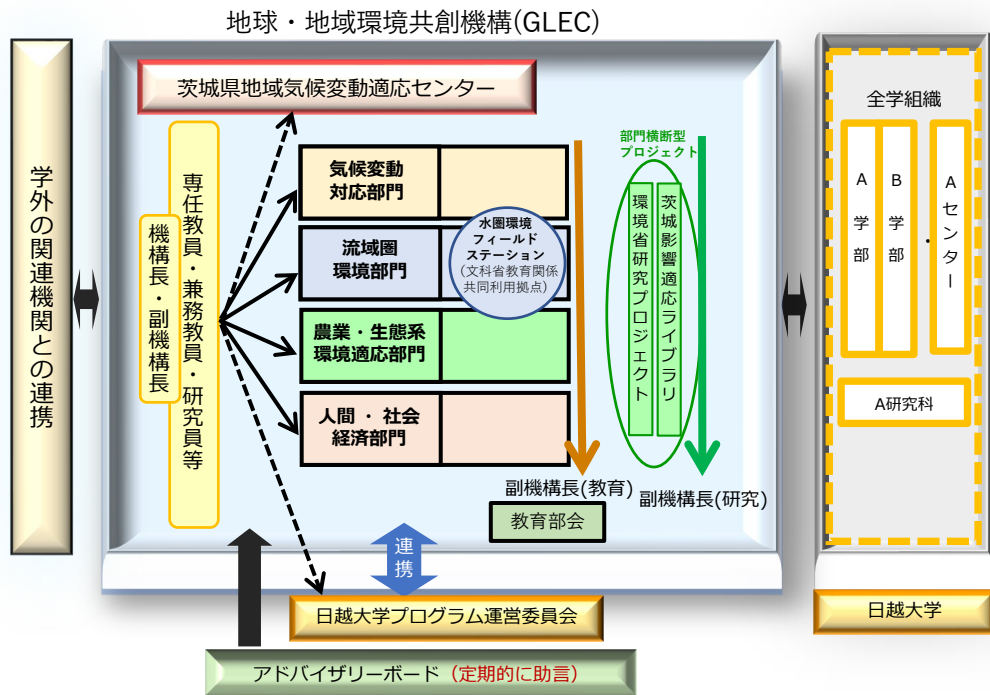 地球・地域環境共創機構(GLEC)
学外の関連機関との連携
茨城県地域気候変動適応センター
専任教員・兼務教員・研究員等
機構長・副機構長
気候変動
対応部門
流域圏
環境部門
農業・生態系
環境適応部門
人間 ・ 社会
経済部門
水圏環境
フィールド
ステーション
(文科省教育関係
共同利用拠点)
部門横断型
プロジェクト
環境省研究プロジェクト
茨城影響適応ライブラリ
副機構長(教育)
教育部会
副機構長(研究)
連携
日越大学プログラム運営委員会
アドバイザリーボード (定期的に助言)
全学組織
A学部
B学部
・
Aセンター
A研究科
日越大学